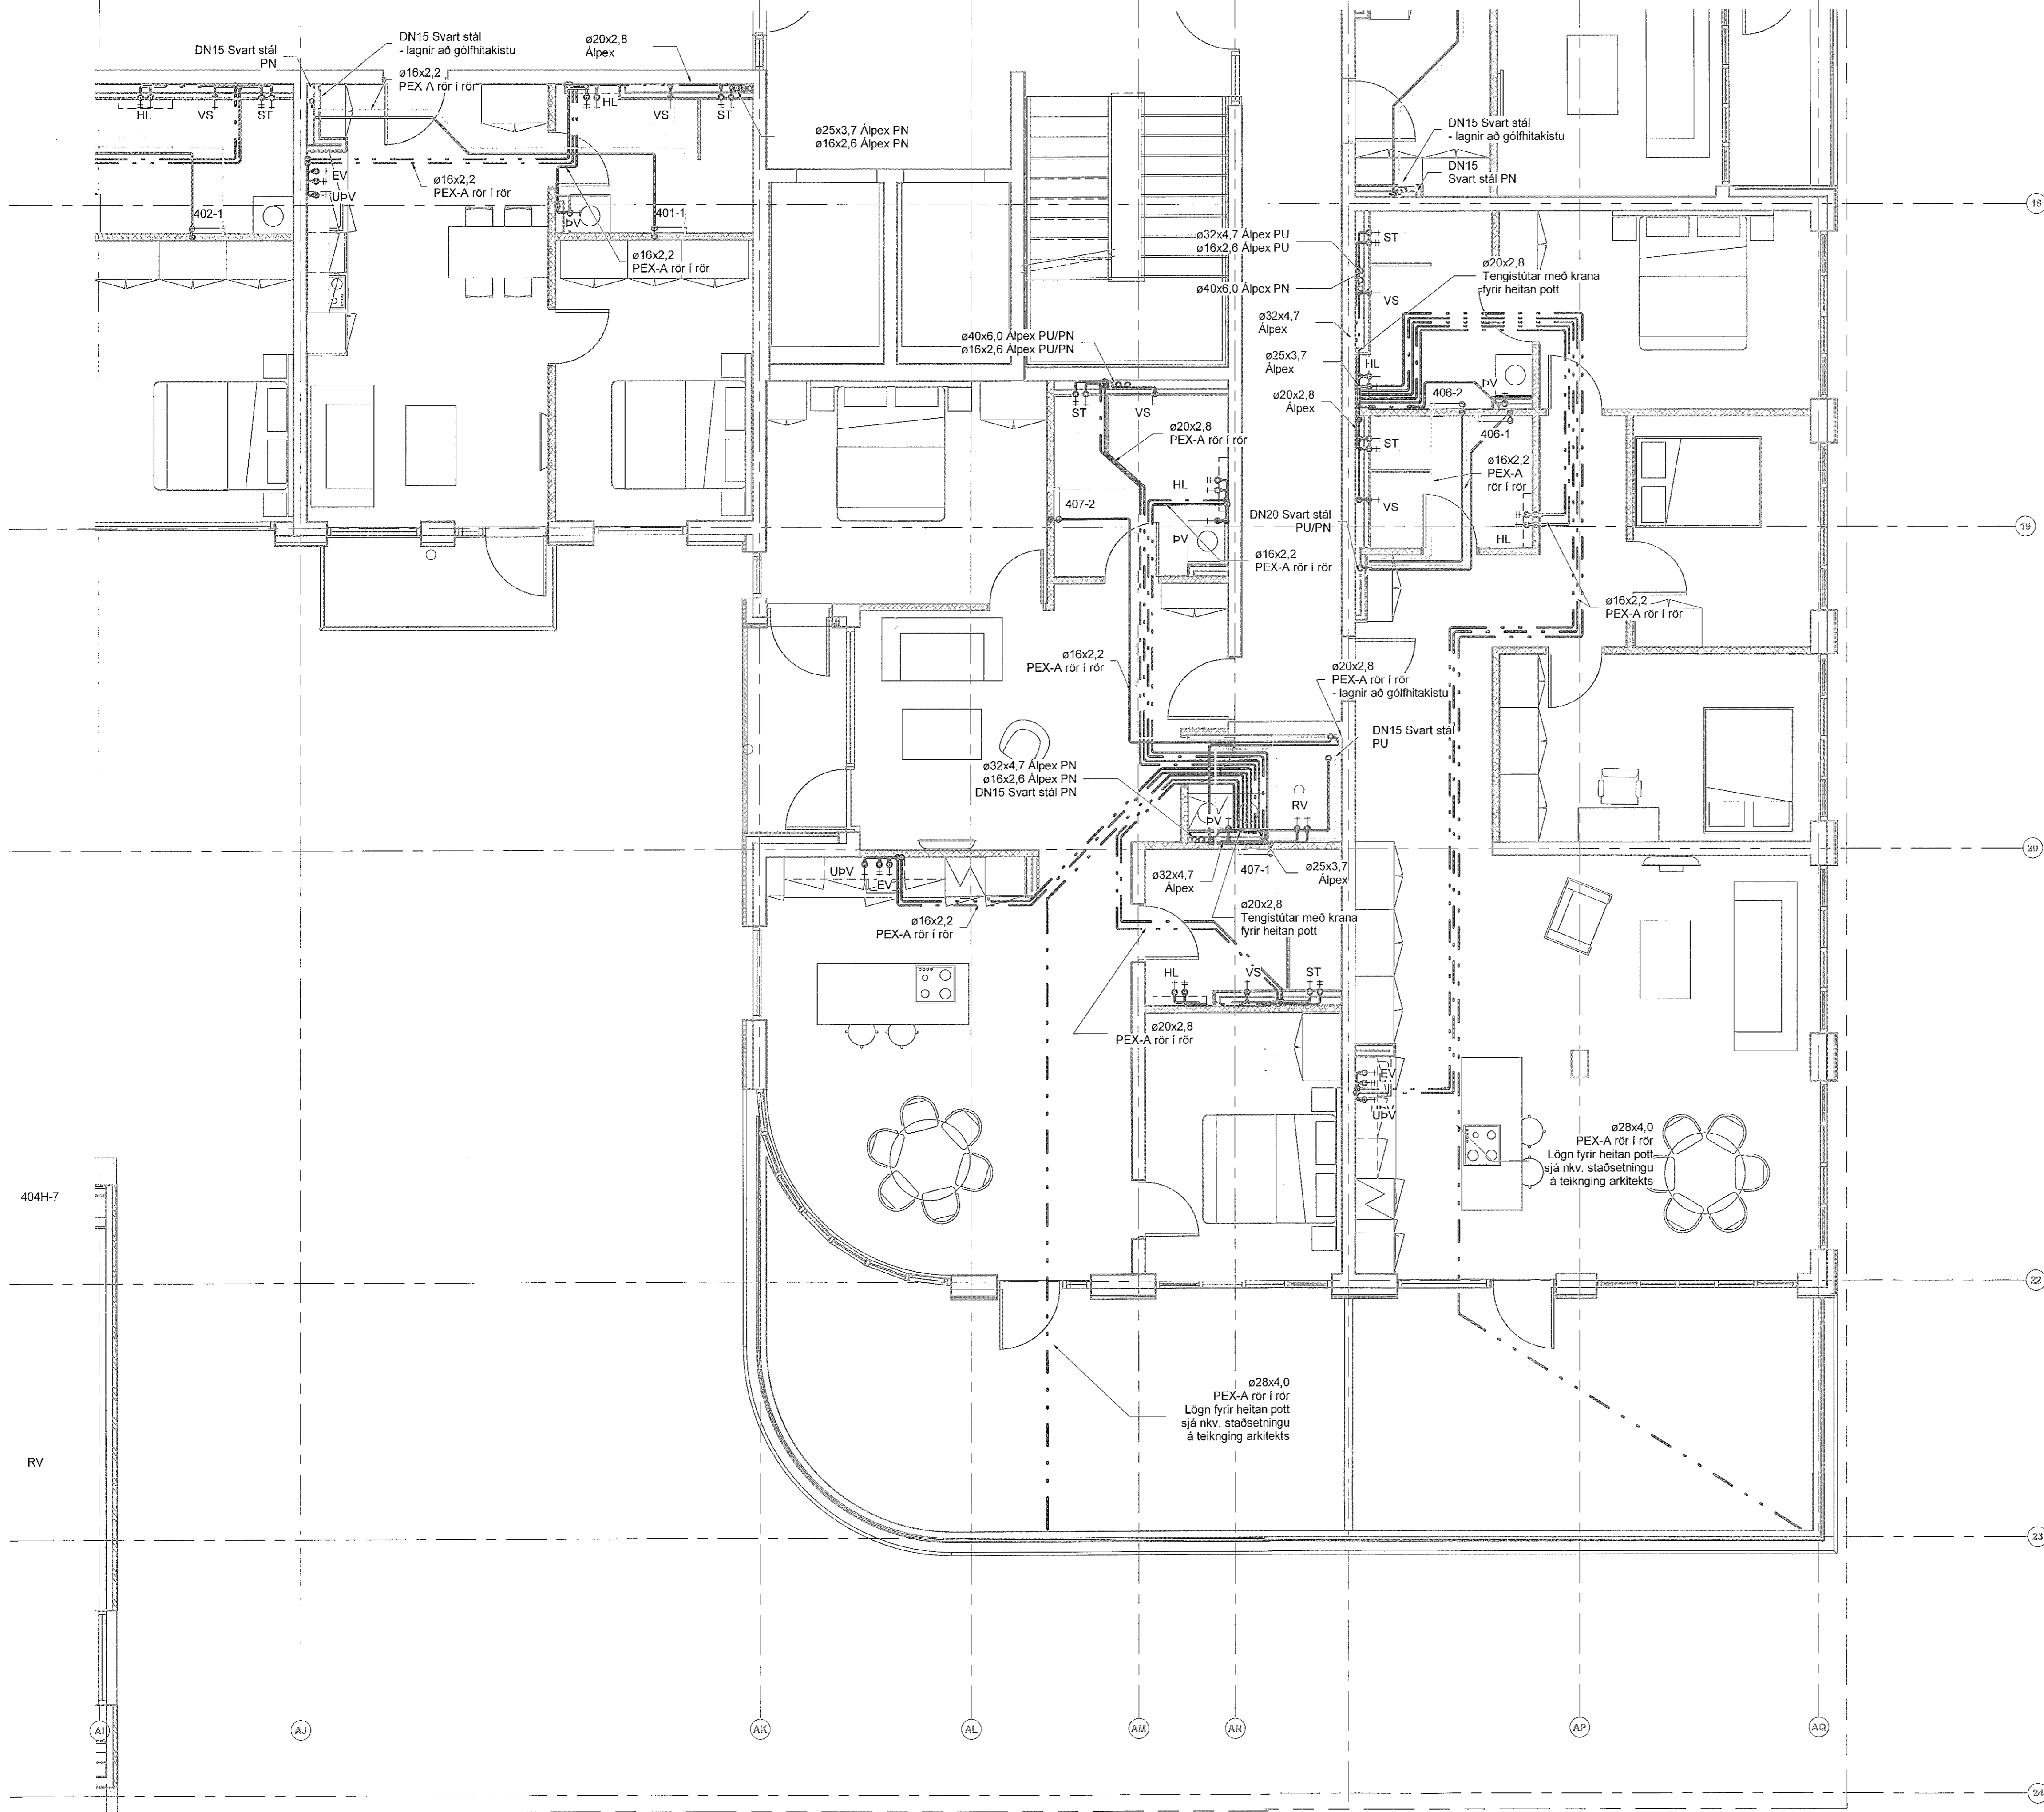 DN15 Svart stál
PN
DN15 Svart stál
- lagnir að gólfhitakistu
ø16x2,2
PEX-A rör í rör
ø20x2,8
Álpex
HL
VS
ST
HL
VS
ST
ø25x3,7 Álpex PN
ø16x2,6 Álpex PN
EV
UÞV
ø16x2,2
PEX-A rör í rör
402-1
401-1
ÞV
ø16x2,2
PEX-A rör í rör
DN15 Svart stál
- lagnir að gólfhitakistu
DN15
Svart stál PN
18
ø32x4,7 Álpex PU
ø16x2,6 Álpex PU
ST
ø40x6,0 Álpex PN
VS
ø20x2,8
Tengistútar með krana
fyrir heitan pott
ø32x4,7
Álpex
ø40x6,0 Álpex PU/PN
ø16x2,6 Álpex PU/PN
ø25x3,7
Álpex
HL
ÞV
406-2
ø20x2,8
Álpex
ST
VS
ø20x2,8
PEX-A rör í rör
406-1
ST
ø16x2,2
PEX-A
rör í rör
HL
407-2
VS
DN20 Svart stál
PU/PN
19
ÞV
HL
ø16x2,2
PEX-A rör í rör
ø16x2,2
PEX-A rör í rör
ø16x2,2
PEX-A rör í rör
ø20x2,8
PEX-A rör í rör
- lagnir að gólfhitakistu
DN15 Svart stál
PU
ø32x4,7 Álpex PN
ø16x2,6 Álpex PN
DN15 Svart stál PN
RV
ÞV
20
UÞV
EV
ø32x4,7
Álpex
407-1
ø25x3,7
Álpex
ø16x2,2
PEX-A rör í rör
ø20x2,8
Tengistútar með krana
fyrir heitan pott
HL
VS
ST
ø20x2,8
PEX-A rör í rör
EV
UÞV
ø28x4,0
PEX-A rör í rör
Lögn fyrir heitan pott
sjá nkv. staðsetningu
á teiknging arkitekts
404H-7
22
ø28x4,0
PEX-A rör í rör
Lögn fyrir heitan pott
sjá nkv. staðsetningu
á teiknging arkitekts
RV
23
AI
AJ
AK
AL
AM
AN
AP
AQ
24